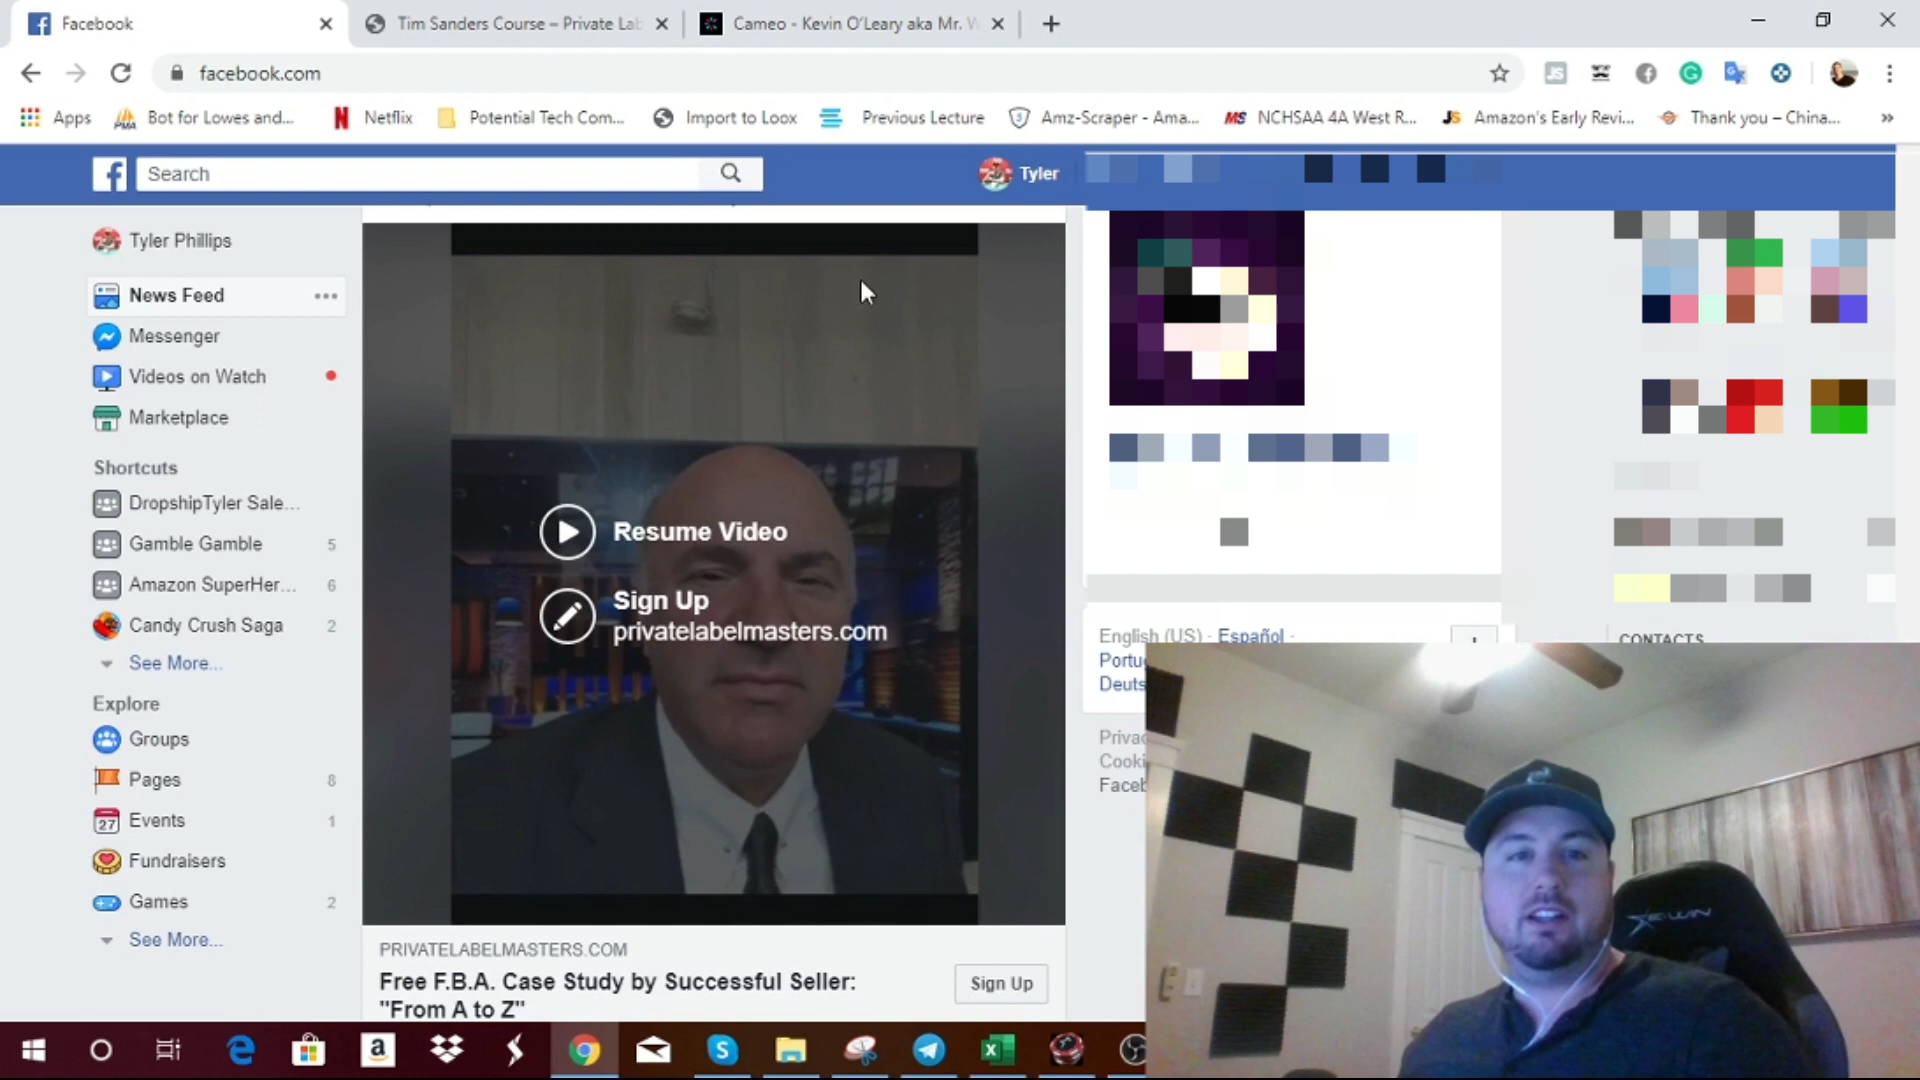 Facebook
Tim Sanders Course – Private Lab
Cameo - Kevin O'Leary aka Mr. W
facebook.com
Apps
Bot for Lowes and...
Netflix
Potential Tech Com...
Import to Loox
Previous Lecture
Amz-Scraper - Ama...
NCHSAA 4A West R...
Amazon's Early Revi...
Thank you – China...
Search
Tyler
Tyler Phillips
News Feed
Messenger
Videos on Watch
Marketplace
Shortcuts
DropshipTyler Sale...
Gamble Gamble 5
Amazon SuperHer... 6
Candy Crush Saga 2
See More...
Explore
Groups
Pages 8
Events 1
Fundraisers
Games 2
See More...
Resume Video
Sign Up
privatelabelmasters.com
PRIVATELABELMASTERS.COM
Free F.B.A. Case Study by Successful Seller:
"From A to Z"
Sign Up
English (US) · Español ·
Portu
Deuts
Privac
Cooki
Faceb
CONTACTS